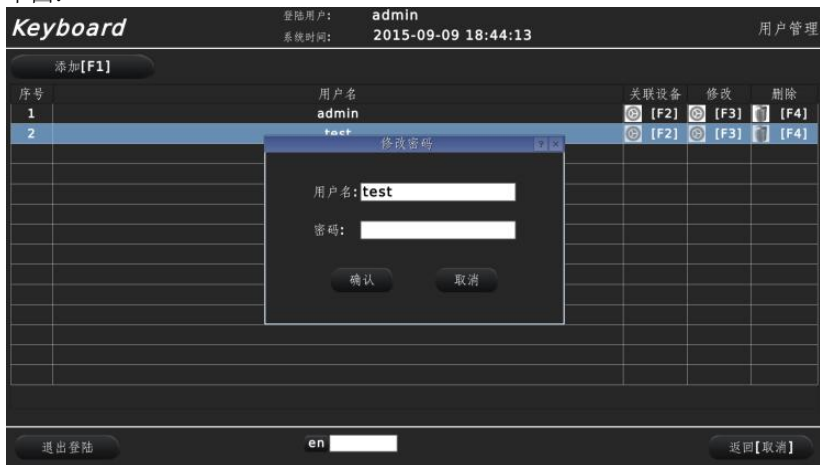 Keyboard
登陆用户: admin
系统时间: 2015-09-09 18:44:13
用户管理
添加[F1]
序号 用户名 关联设备 修改 删除
1 admin [F2] [F3] [F4]
2 test [F2] [F3] [F4]
修改密码
用户名: test
密码:
确认 取消
退出登陆 en 返回[取消]